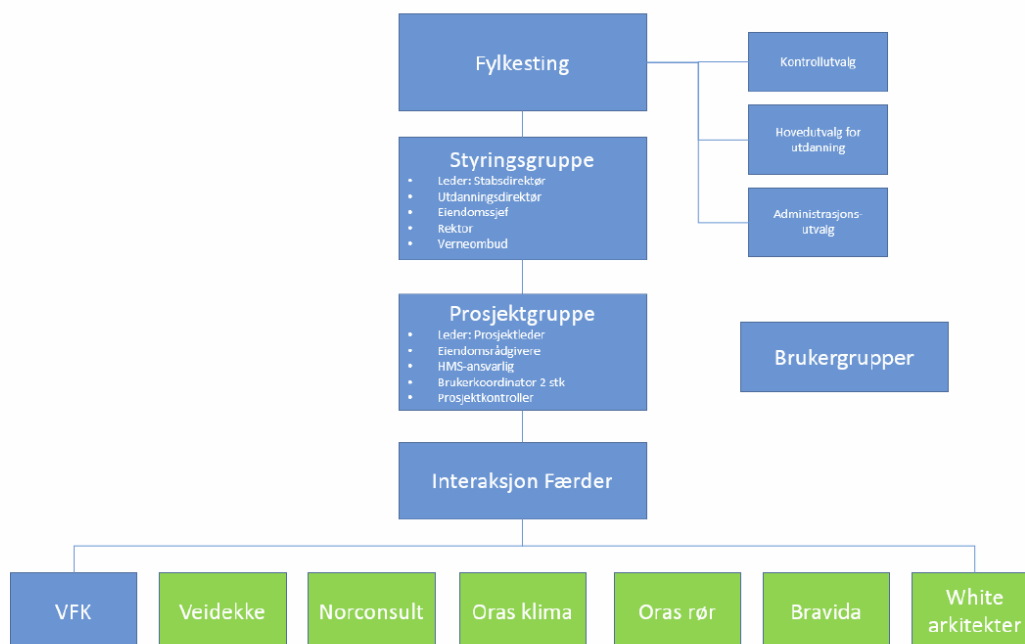 Fylkesting
Kontrollutvalg
Hovedutvalg for
utdanning
Administrasjons-
utvalg
Styringsgruppe
• Leder: Stabsdirektør
• Utdanningsdirektør
• Eiendomssjef
• Rektor
• Verneombud
Prosjektgruppe
• Leder: Prosjektleder
• Eiendomsrådgivere
• HMS-ansvarlig
• Brukerkoordinator 2 stk
• Prosjektkontroller
Brukergrupper
Interaksjon Færder
VFK
Veidekke
Norconsult
Oras klima
Oras rør
Bravida
White
arkitekter